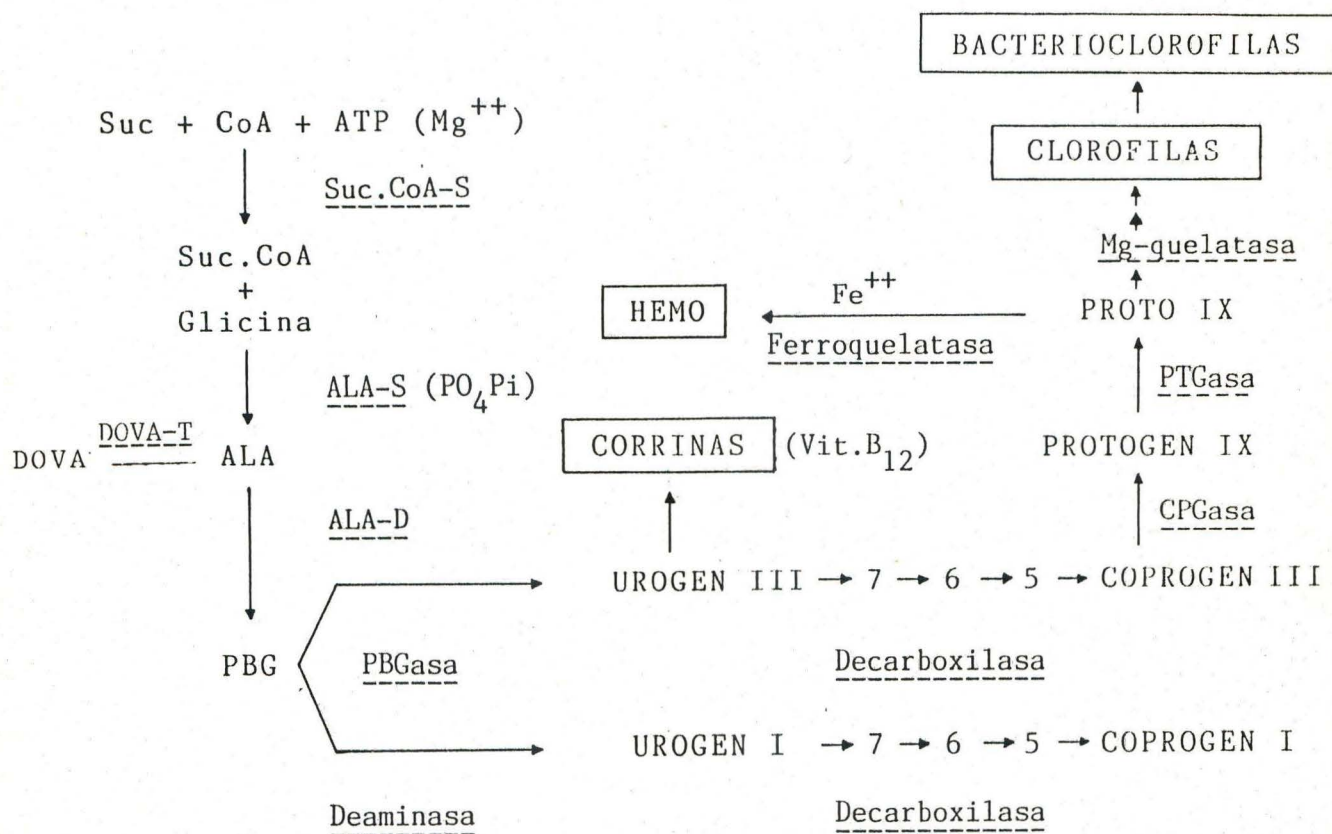 BACTERIOCLOROFILAS
Suc + CoA + ATP (Mg++)
CLOROFILAS
Suc.CoA-S
Mg-quelatasa
Suc.CoA
+
Glicina
HEMO
Fe++
Ferroquelatasa
PROTO IX
PTGasa
ALA-S (PO4Pi)
DOVA DOVA-T ALA
CORRINAS (Vit.B12)
PROTOGEN IX
CPGasa
ALA-D
UROGEN III → 7 → 6 → 5 → COPROGEN III
PBG PBGasa
Decarboxilasa
UROGEN I → 7 → 6 → 5 → COPROGEN I
Deaminasa
Decarboxilasa